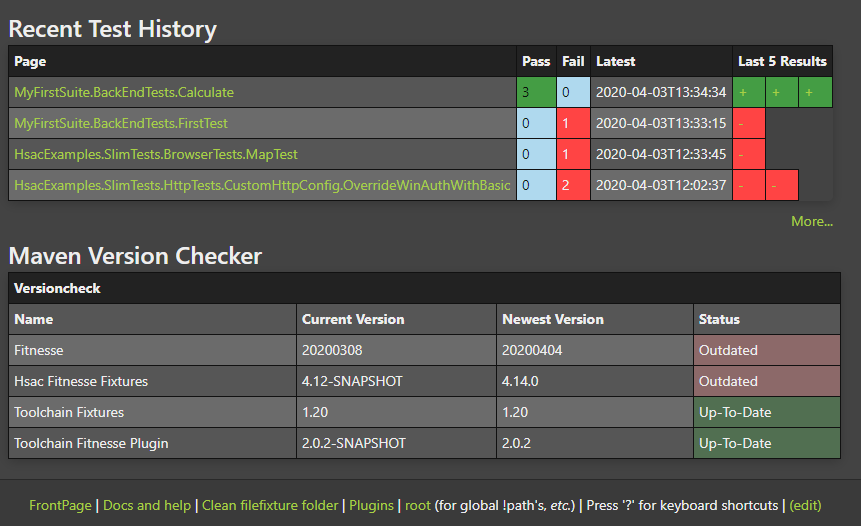 Recent Test History
Page Pass Fail Latest Last 5 Results
MyFirstSuite.BackEndTests.Calculate 3 0 2020-04-03T13:34:34 + + +
MyFirstSuite.BackEndTests.FirstTest 0 1 2020-04-03T13:33:15 -
HsacExamples.SlimTests.BrowserTests.MapTest 0 1 2020-04-03T12:33:45 -
HsacExamples.SlimTests.HttpTests.CustomHttpConfig.OverrideWinAuthWithBasic 0 2 2020-04-03T12:02:37 - -
More...
Maven Version Checker
Versioncheck
Name Current Version Newest Version Status
Fitnesse 20200308 20200404 Outdated
Hsac Fitnesse Fixtures 4.12-SNAPSHOT 4.14.0 Outdated
Toolchain Fixtures 1.20 1.20 Up-To-Date
Toolchain Fitnesse Plugin 2.0.2-SNAPSHOT 2.0.2 Up-To-Date
FrontPage | Docs and help | Clean filefixture folder | Plugins | root (for global !path's, etc.) | Press '?' for keyboard shortcuts | (edit)